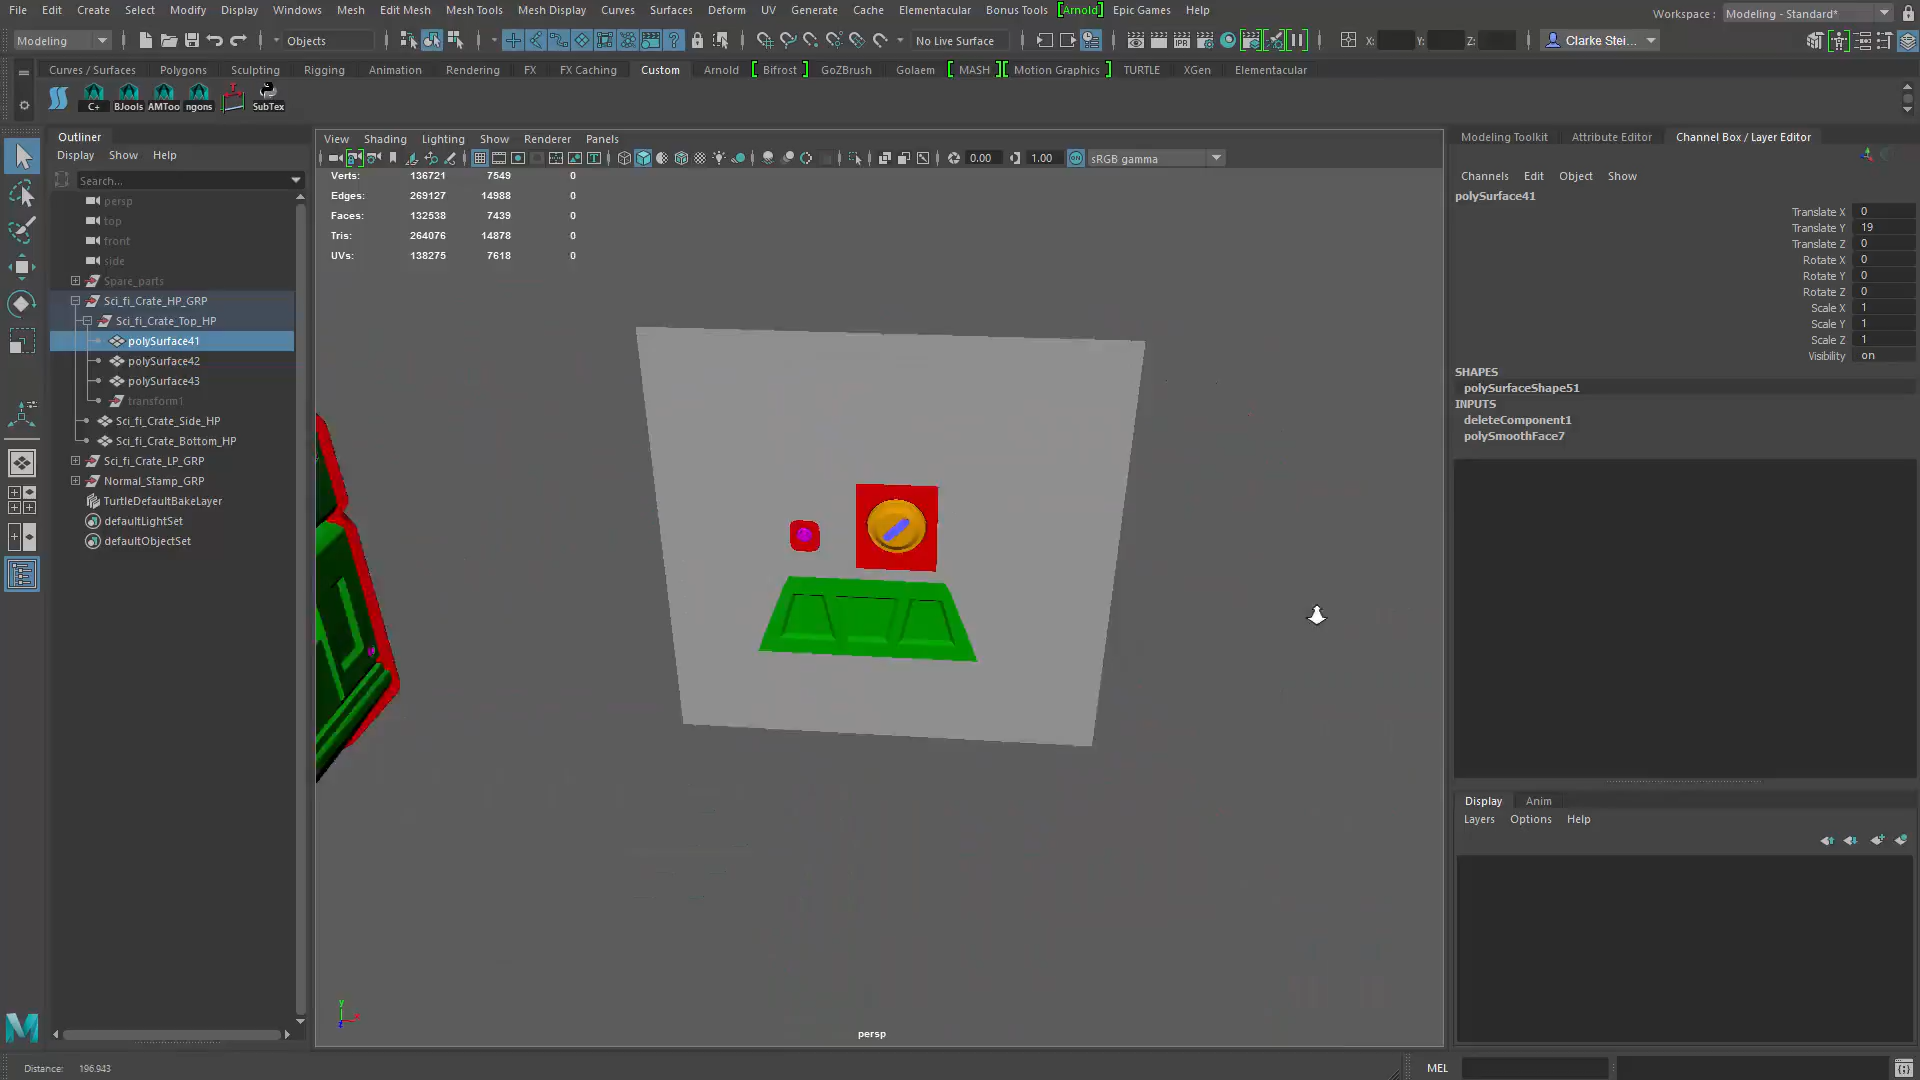 File Edit Create Select Modify Display Windows Mesh Edit Mesh Mesh Tools Mesh Display Curves Surfaces Deform UV Generate Cache Elementacular Bonus Tools [Arnold] Epic Games Help
Workspace : Modeling - Standard*
Modeling Objects No Live Surface X: Y: Z: Clarke Stei...
Curves / Surfaces Polygons Sculpting Rigging Animation Rendering FX FX Caching Custom Arnold [ Bifrost ] GoZBrush Golaem [ MASH ] [ Motion Graphics ] TURTLE XGen Elementacular
C+ BJools AMToo ngons SubTex
Outliner
Display Show Help
Search...
persp
top
front
side
Spare_parts
Sci_fi_Crate_HP_GRP
Sci_fi_Crate_Top_HP
polySurface41
polySurface42
polySurface43
transform1
Sci_fi_Crate_Side_HP
Sci_fi_Crate_Bottom_HP
Sci_fi_Crate_LP_GRP
Normal_Stamp_GRP
TurtleDefaultBakeLayer
defaultLightSet
defaultObjectSet
View Shading Lighting Show Renderer Panels
0.00 1.00 sRGB gamma
Verts: 136721 7549 0
Edges: 269127 14988 0
Faces: 132538 7439 0
Tris: 264076 14878 0
UVs: 138275 7618 0
y
persp
Modeling Toolkit Attribute Editor Channel Box / Layer Editor
Channels Edit Object Show
polySurface41
Translate X 0
Translate Y 19
Translate Z 0
Rotate X 0
Rotate Y 0
Rotate Z 0
Scale X 1
Scale Y 1
Scale Z 1
Visibility on
SHAPES
polySurfaceShape51
INPUTS
deleteComponent1
polySmoothFace7
Display Anim
Layers Options Help
Distance: 196.943
MEL